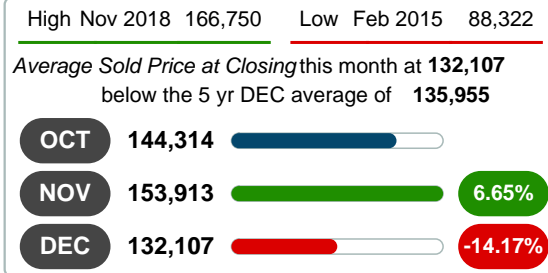 High Nov 2018 166,750 Low Feb 2015 88,322
Average Sold Price at Closing this month at 132,107
below the 5 yr DEC average of 135,955
OCT 144,314
NOV 153,913 6.65%
DEC 132,107 -14.17%